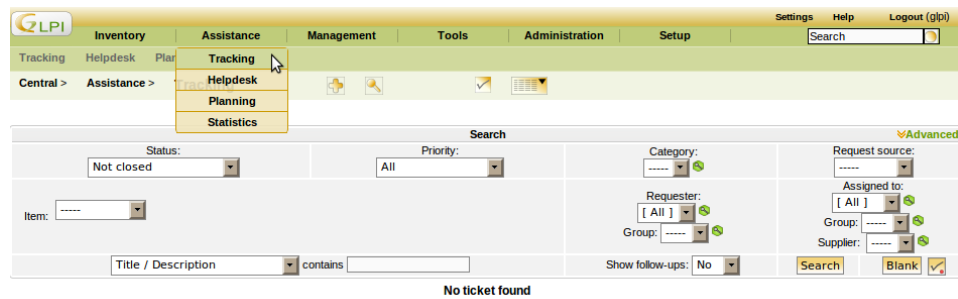 GLPI
Settings Help Logout (glpi)
Inventory Assistance Management Tools Administration Setup Search
Tracking Helpdesk Plan Tracking
Central > Assistance > Tracking Helpdesk
Planning
Statistics
Search Advanced
Status: Priority: Category: Request source:
Not closed All ----- -----
Item: ----- Requester: Assigned to:
[ All ] [ All ]
Group: ----- Group: -----
Supplier: -----
Title / Description contains Show follow-ups: No Search Blank
No ticket found